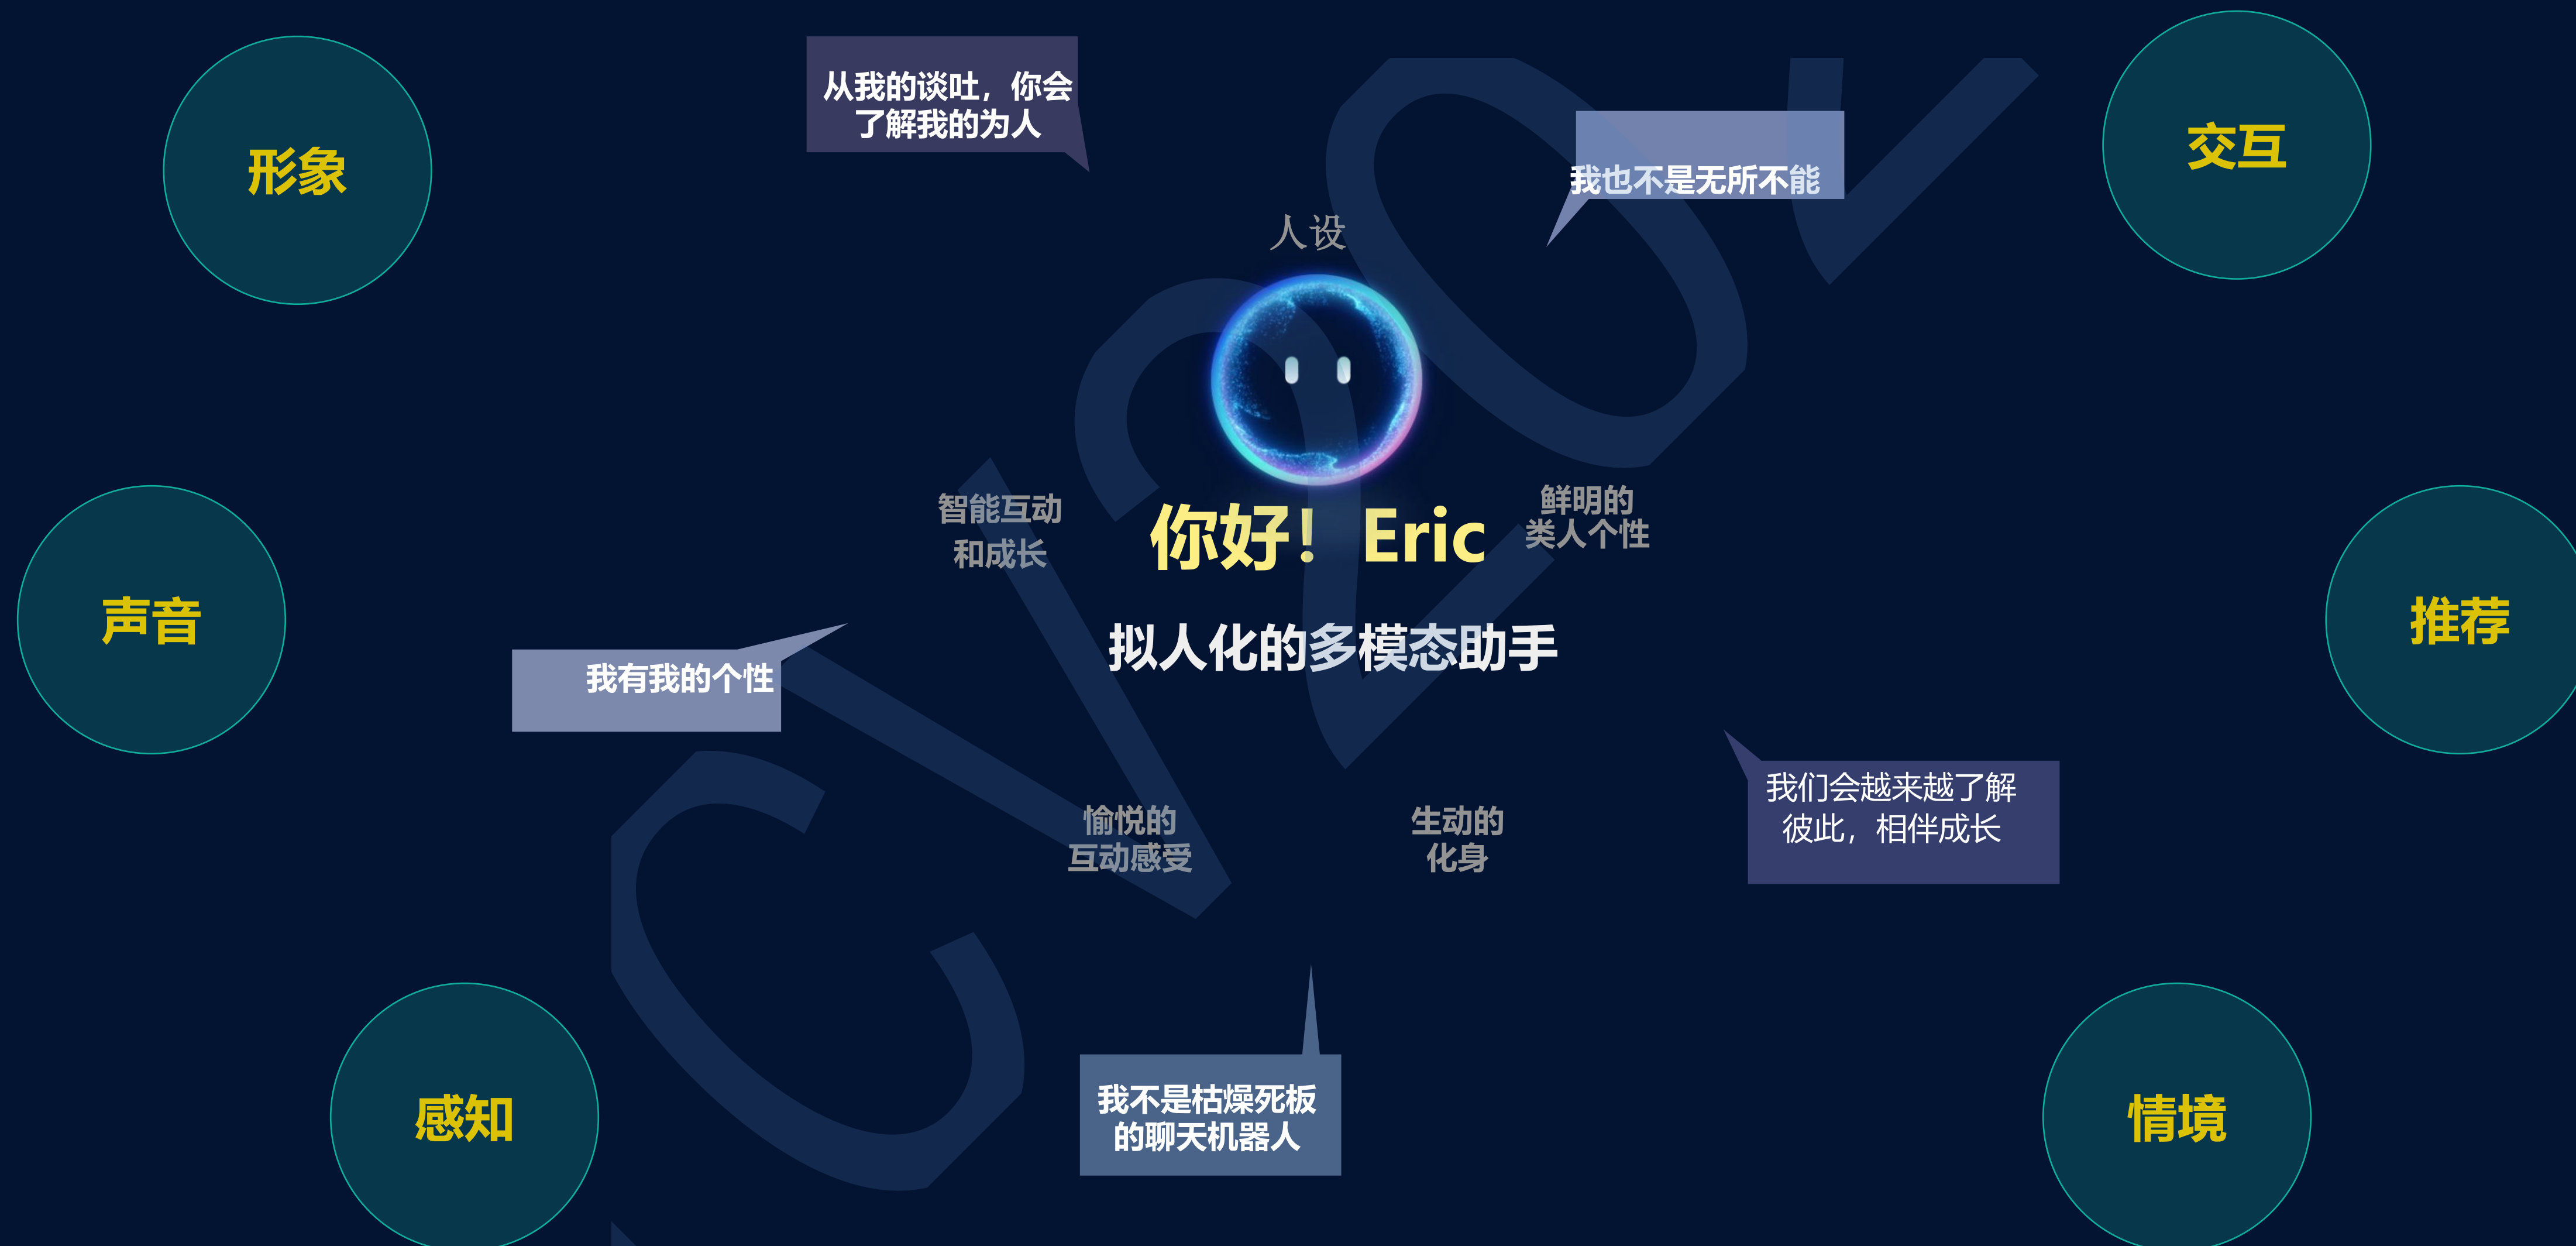 形象
从我的谈吐，你会
了解我的为人
我也不是无所不能
交互
人设
智能互动
和成长
你好！Eric
鲜明的
类人个性
声音
拟人化的多模态助手
推荐
我有我的个性
我们会越来越了解
彼此，相伴成长
愉悦的
互动感受
生动的
化身
感知
我不是枯燥死板
的聊天机器人
情境